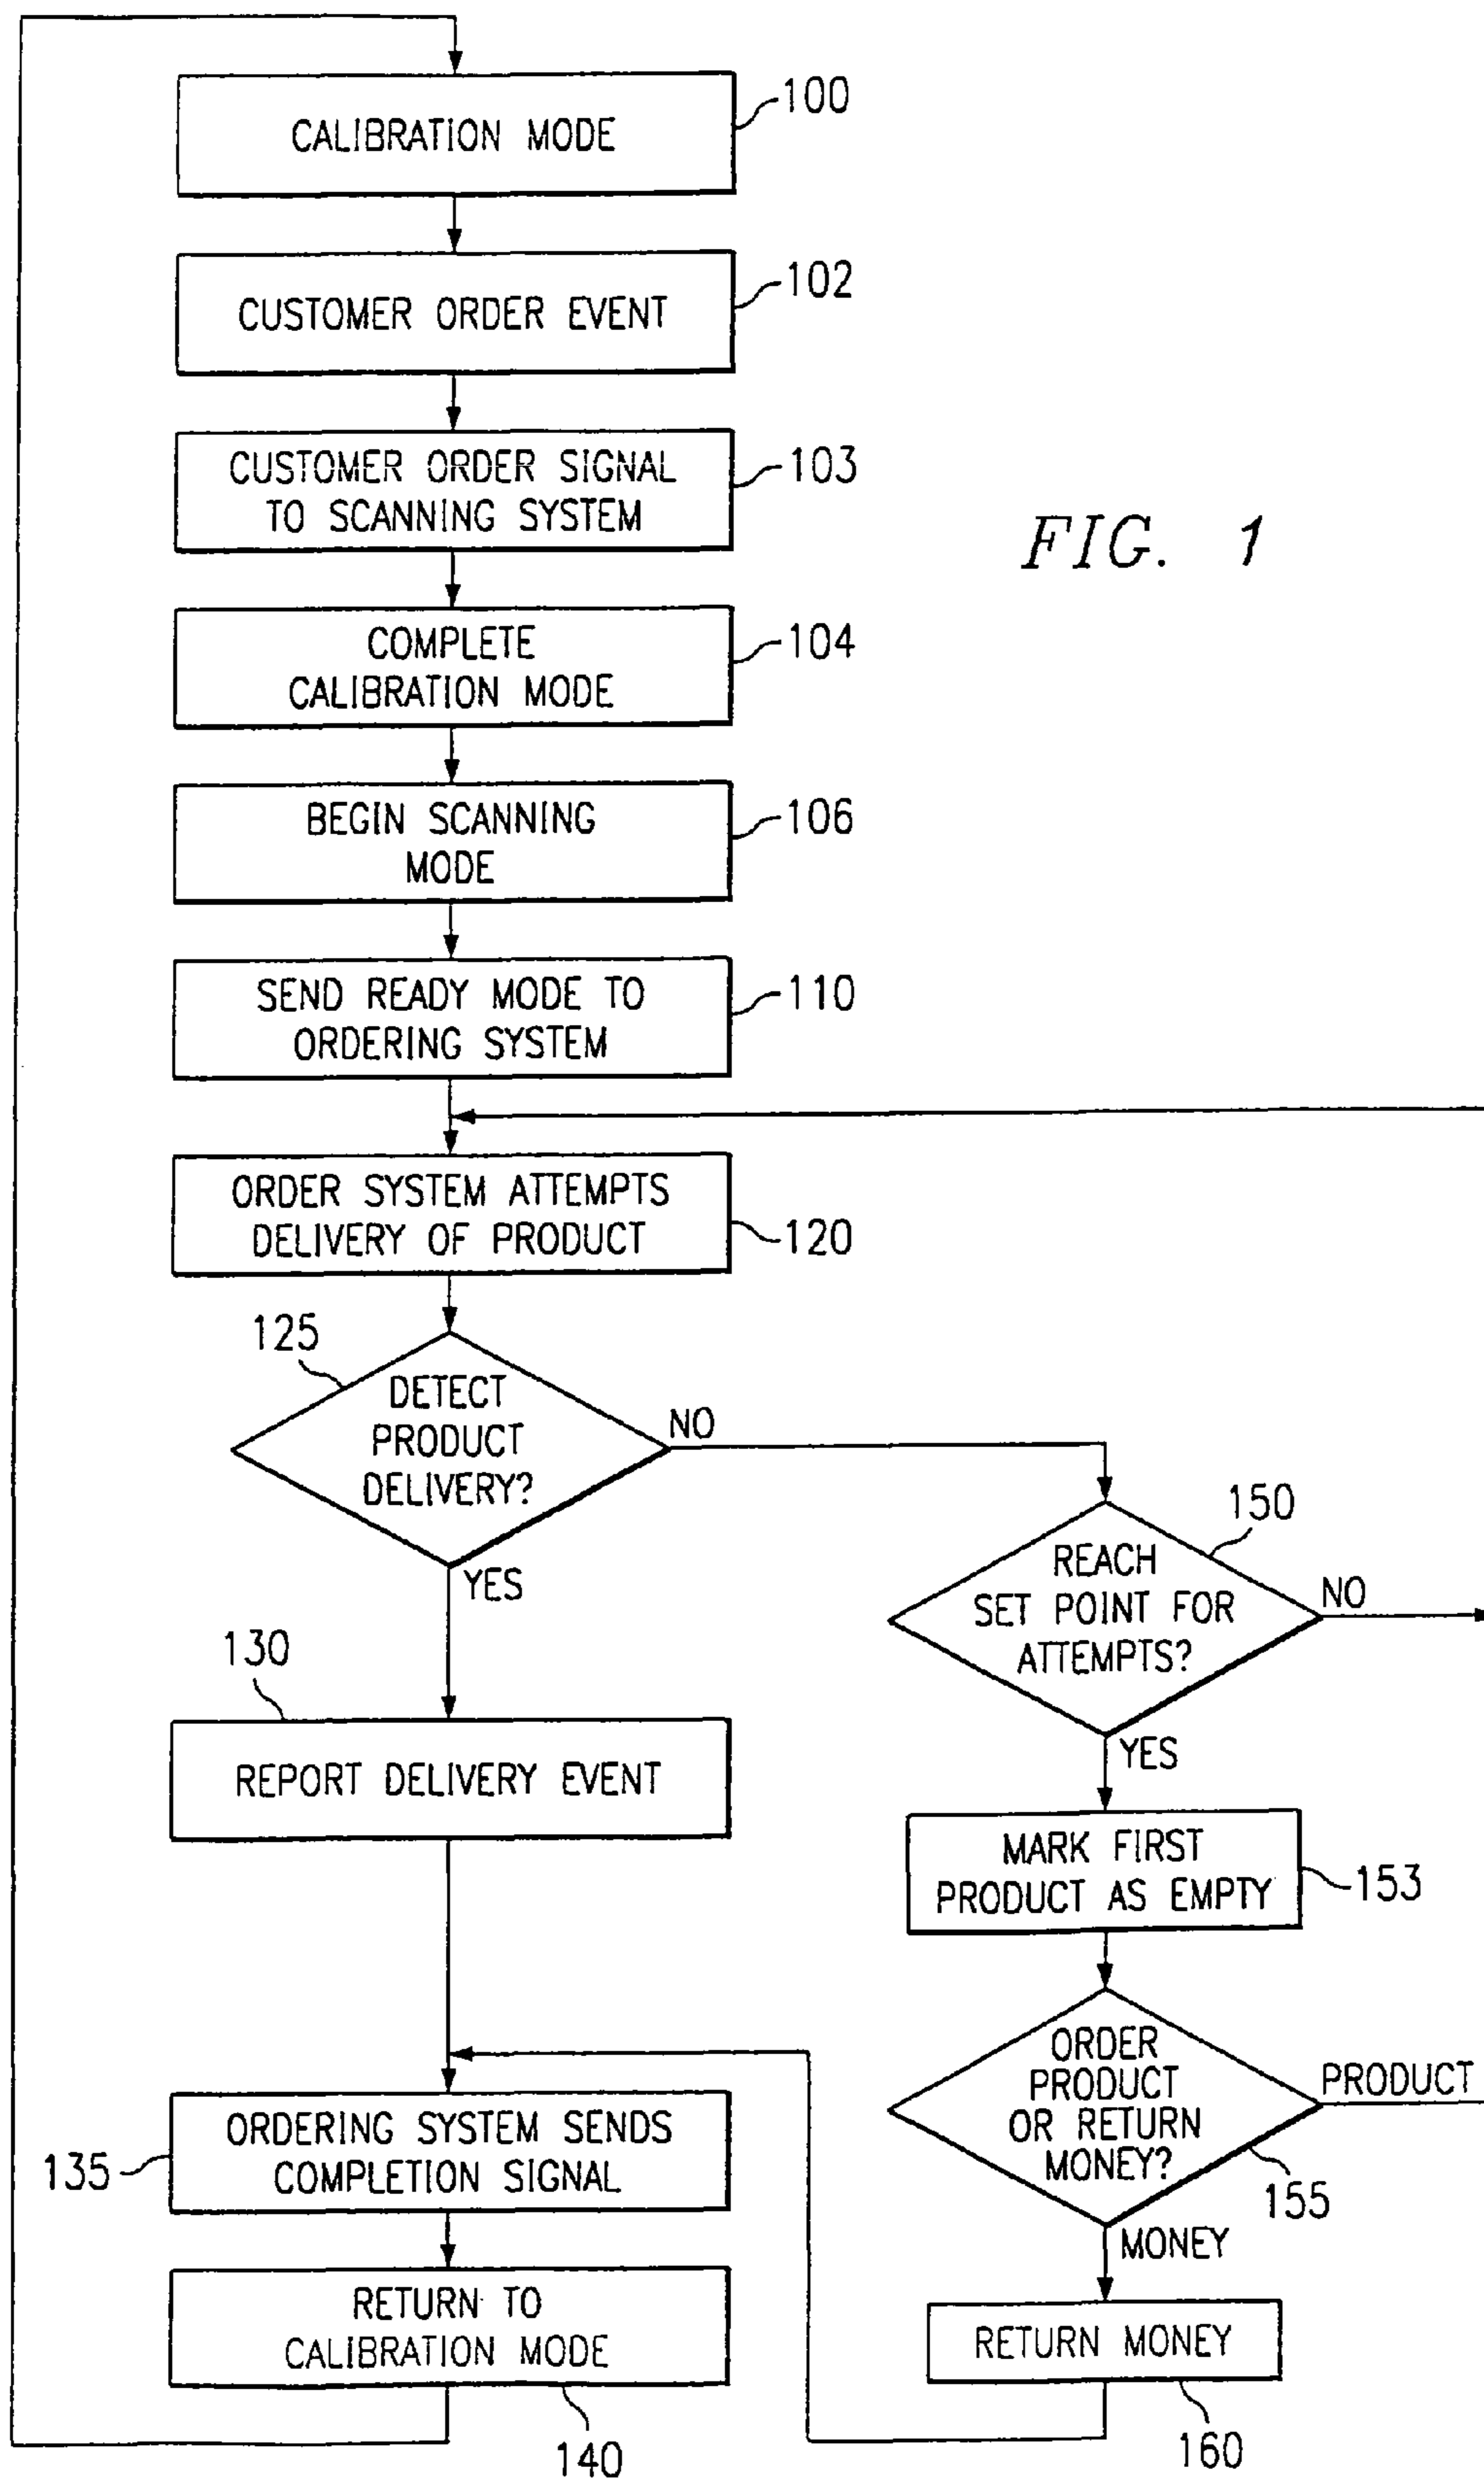 100
CALIBRATION MODE
102
CUSTOMER ORDER EVENT
103
CUSTOMER ORDER SIGNAL
TO SCANNING SYSTEM
FIG. 1
104
COMPLETE
CALIBRATION MODE
106
BEGIN SCANNING
MODE
110
SEND READY MODE TO
ORDERING SYSTEM
ORDER SYSTEM ATTEMPTS
DELIVERY OF PRODUCT
120
125
DETECT
PRODUCT
DELIVERY?
NO
YES
150
REACH
SET POINT FOR
ATTEMPTS?
NO
YES
130
REPORT DELIVERY EVENT
MARK FIRST
PRODUCT AS EMPTY
153
ORDER
PRODUCT
OR RETURN
MONEY?
PRODUCT
155
MONEY
ORDERING SYSTEM SENDS
COMPLETION SIGNAL
135
RETURN TO
CALIBRATION MODE
140
RETURN MONEY
160